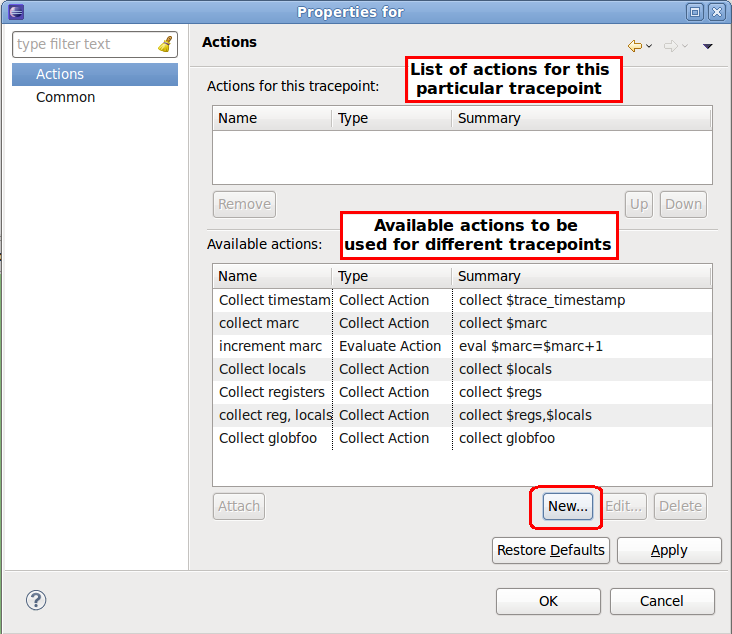 Properties for
type filter text
Actions
Common
Actions
Actions for this tracepoint:
List of actions for this
particular tracepoint
Name Type Summary
Remove Up Down
Available actions:
Available actions to be
used for different tracepoints
Name Type Summary
Collect timestam Collect Action collect $trace_timestamp
collect marc Collect Action collect $marc
increment marc Evaluate Action eval $marc=$marc+1
Collect locals Collect Action collect $locals
Collect registers Collect Action collect $regs
collect reg, locals Collect Action collect $regs,$locals
Collect globfoo Collect Action collect globfoo
Attach New... Edit... Delete
Restore Defaults Apply
? OK Cancel